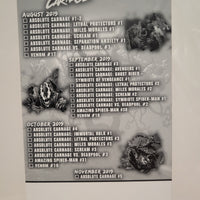 AUGUST 2019
ABSOLUTE CARNAGE #1-2
ABSOLUTE CARNAGE: LETHAL PROTECTORS #1
ABSOLUTE CARNAGE: MILES MORALES #1
ABSOLUTE CARNAGE: SCREAM #1
ABSOLUTE CARNAGE: SEPARATION ANXIETY #1
ABSOLUTE CARNAGE VS. DEADPOOL #1
VENOM #17
SEPTEMBER 2019
ABSOLUTE CARNAGE #3
ABSOLUTE CARNAGE: AVENGERS #1
ABSOLUTE CARNAGE: GHOST RIDER
SYMBIOTE OF VENGEANCE #1
ABSOLUTE CARNAGE: LETHAL PROTECTORS #2
ABSOLUTE CARNAGE: MILES MORALES #2
ABSOLUTE CARNAGE: SCREAM #2
ABSOLUTE CARNAGE: SYMBIOTE SPIDER-MAN #1
ABSOLUTE CARNAGE VS. DEADPOOL #2
AMAZING SPIDER-MAN #29
VENOM #18
OCTOBER 2019
ABSOLUTE CARNAGE #4
ABSOLUTE CARNAGE: IMMORTAL HULK #1
ABSOLUTE CARNAGE: LETHAL PROTECTORS #3
ABSOLUTE CARNAGE: MILES MORALES #3
ABSOLUTE CARNAGE: SCREAM #3
ABSOLUTE CARNAGE VS. DEADPOOL #3
AMAZING SPIDER-MAN
VENOM #19
NOVEMBER 2019
ABSOLUTE CARNAGE #5